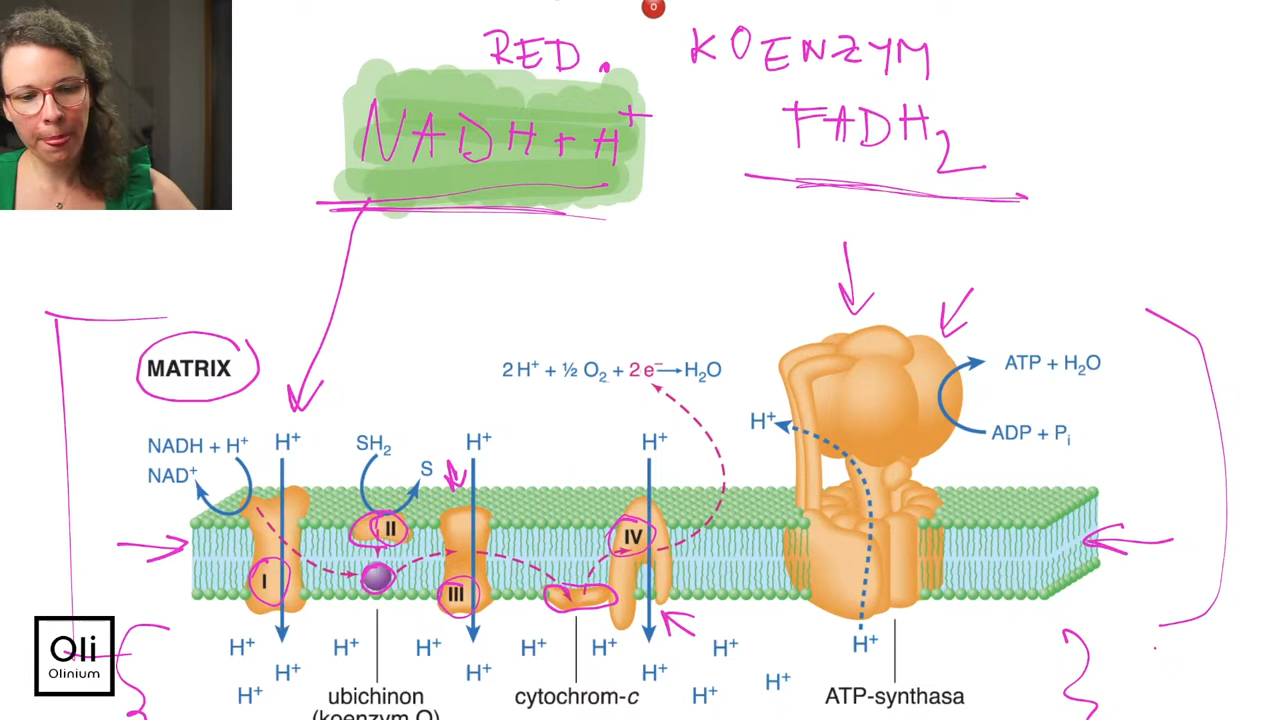 RED. KOENZYM
NADH + H⁺
FADH₂
MATRIX
2 H⁺ + ½ O₂ + 2 e⁻ → H₂O
ATP + H₂O
H⁺
ADP + Pᵢ
NADH + H⁺
NAD⁺
H⁺
SH₂
S
H⁺
H⁺
I
II
III
IV
H⁺ H⁺ H⁺ H⁺ H⁺ H⁺ H⁺
H⁺ H⁺ H⁺ H⁺
H⁺ H⁺
ubichinon
(koenzym Q)
cytochrom-c
ATP-synthasa
Oli
Olinium